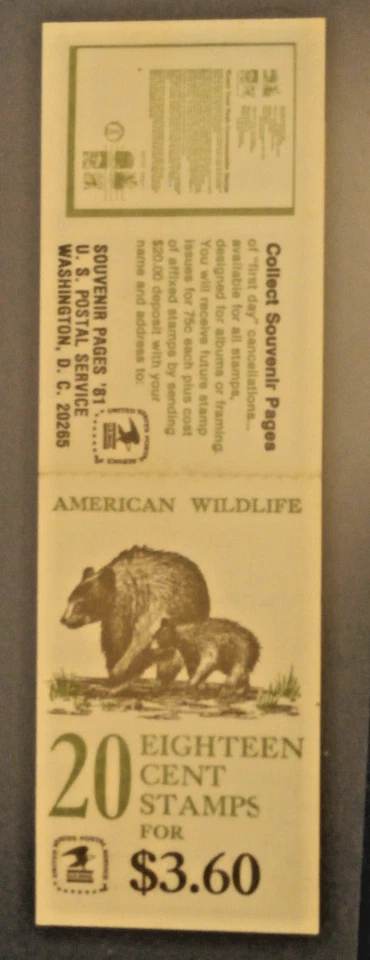 Collect Souvenir Pages
of "first day" cancellations...
available for all stamps,
designed for albums or framing.
You will receive future stamp
issues for 75c each plus cost
of affixed stamps by sending
$20.00 deposit with your
name and address to:
SOUVENIR PAGES '81
U. S. POSTAL SERVICE
WASHINGTON, D. C. 20265
AMERICAN WILDLIFE
20 EIGHTEEN
CENT
STAMPS
FOR
$3.60